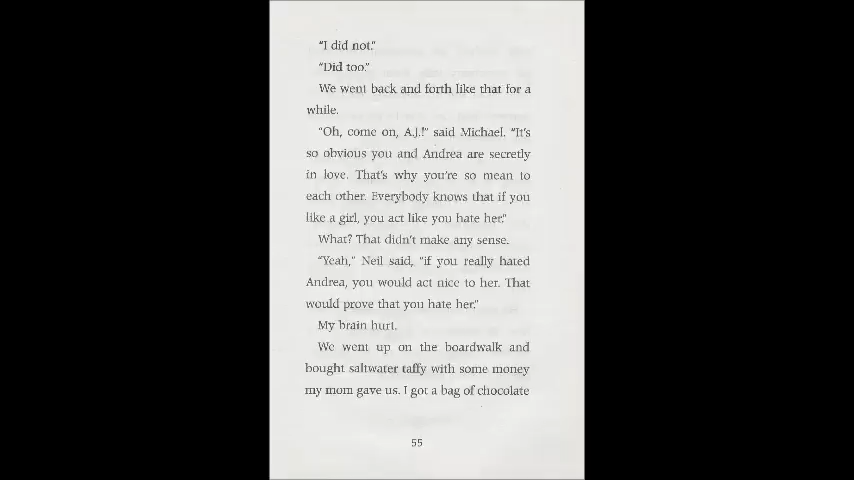 "I did not."
"Did too."
We went back and forth like that for a
while.
"Oh, come on, A.J.!" said Michael. "It's
so obvious you and Andrea are secretly
in love. That's why you're so mean to
each other. Everybody knows that if you
like a girl, you act like you hate her."
What? That didn't make any sense.
"Yeah," Neil said, "if you really hated
Andrea, you would act nice to her. That
would prove that you hate her."
My brain hurt.
We went up on the boardwalk and
bought saltwater taffy with some money
my mom gave us. I got a bag of chocolate
55